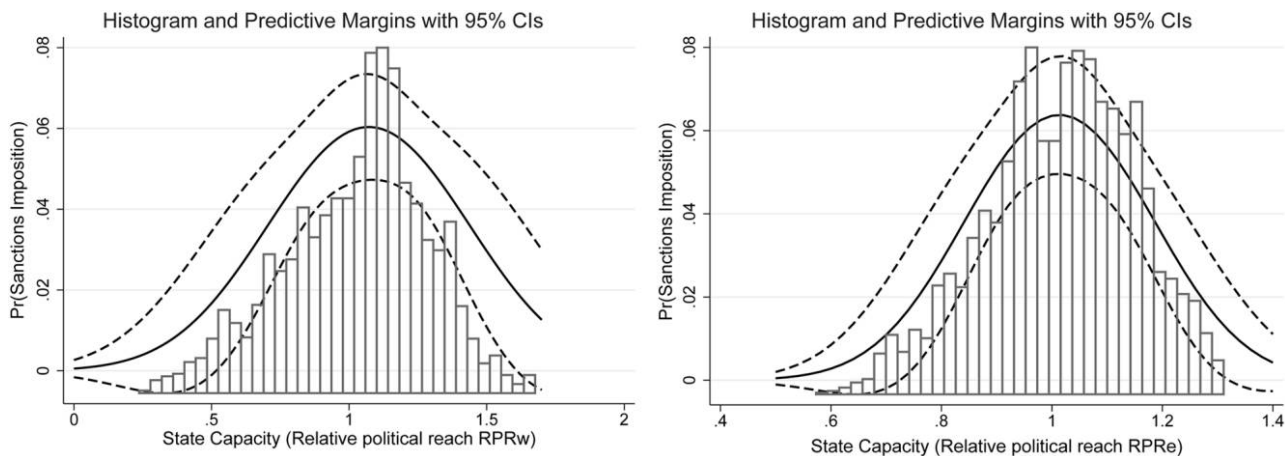 Histogram and Predictive Margins with 95% CIs
Pr(Sanctions Imposition)
.08
.06
.04
.02
0
0 .5 1 1.5 2
State Capacity (Relative political reach RPRw)
Histogram and Predictive Margins with 95% CIs
Pr(Sanctions Imposition)
.08
.06
.04
.02
0
.4 .6 .8 1 1.2 1.4
State Capacity (Relative political reach RPRe)